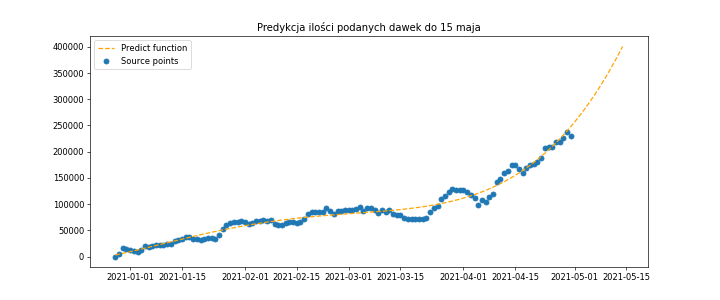 Predykcja ilości podanych dawek do 15 maja
Predict function
Source points
400000
350000
300000
250000
200000
150000
100000
50000
0
2021-01-01 2021-01-15 2021-02-01 2021-02-15 2021-03-01 2021-03-15 2021-04-01 2021-04-15 2021-05-01 2021-05-15